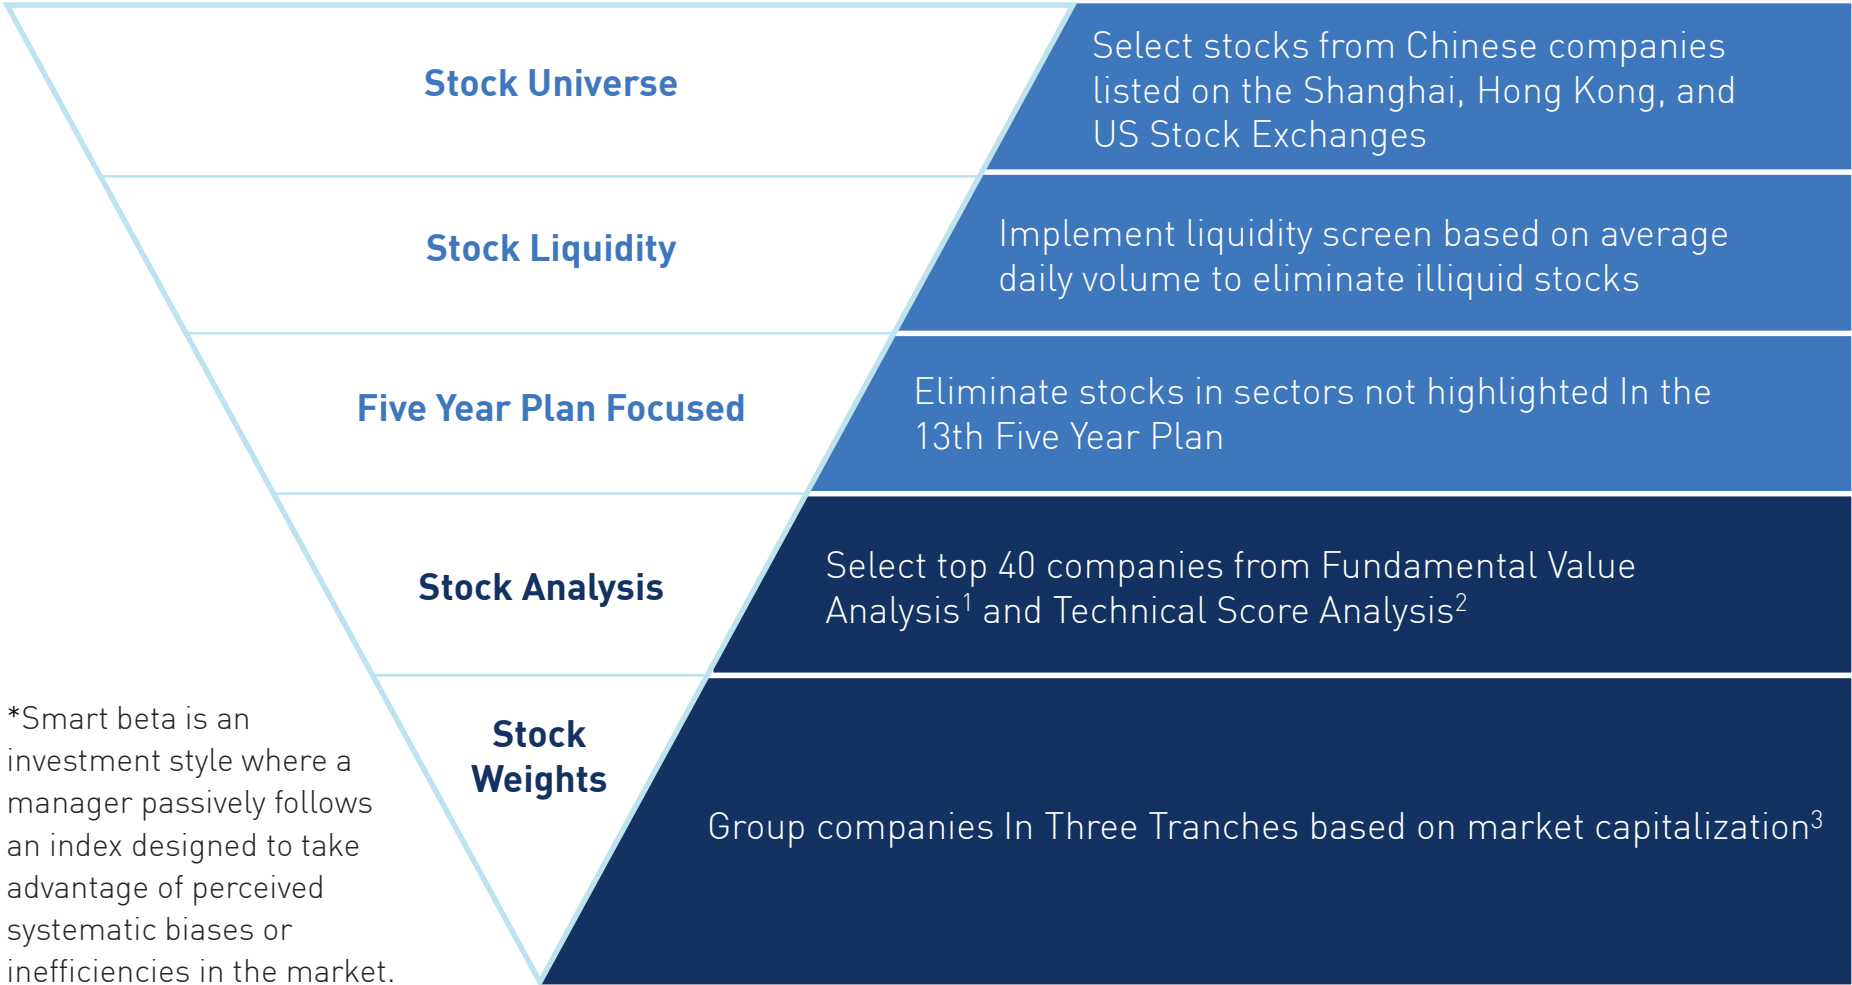 Stock Universe
Select stocks from Chinese companies
listed on the Shanghai, Hong Kong, and
US Stock Exchanges
Stock Liquidity
Implement liquidity screen based on average
daily volume to eliminate illiquid stocks
Five Year Plan Focused
Eliminate stocks in sectors not highlighted In the
13th Five Year Plan
Stock Analysis
Select top 40 companies from Fundamental Value
Analysis¹ and Technical Score Analysis²
Stock
Weights
Group companies In Three Tranches based on market capitalization³
*Smart beta is an
investment style where a
manager passively follows
an index designed to take
advantage of perceived
systematic biases or
inefficiencies in the market.